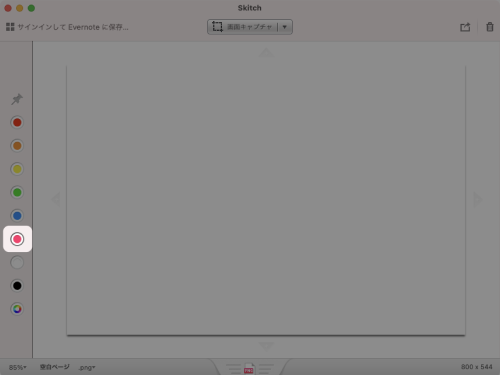 Skitch
サインインして Evernote に保存...
画面キャプチャ
85%
空白ページ
.png
800 x 544